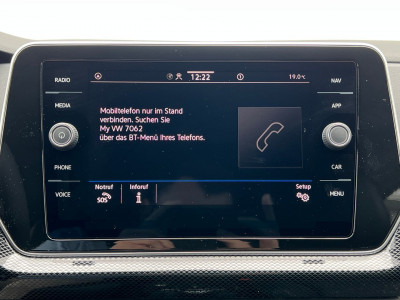 RADIO
12:22
19.0°C
NAV
MEDIA
APP
Mobiltelefon nur im Stand
verbinden. Suchen Sie
My VW 7062
über das BT-Menü Ihres Telefons.
PHONE
CAR
VOICE
Notruf
Inforuf
Setup
MENU
SOS